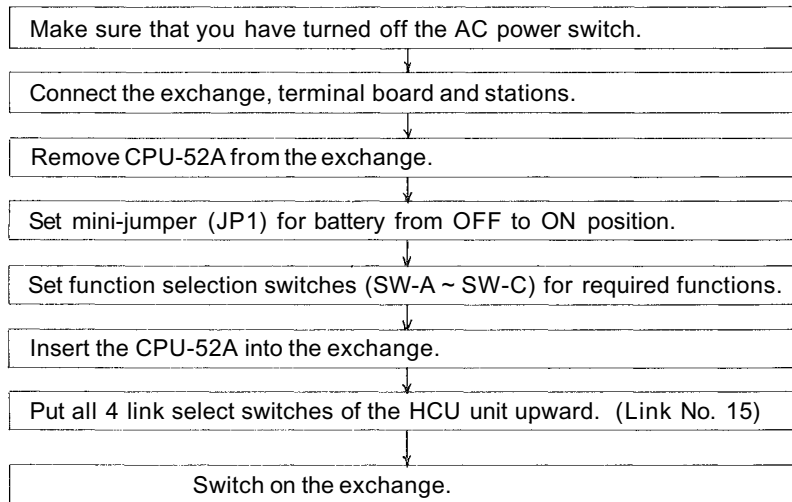 Make sure that you have turned off the AC power switch.
Connect the exchange, terminal board and stations.
Remove CPU-52A from the exchange.
Set mini-jumper (JP1) for battery from OFF to ON position.
Set function selection switches (SW-A ~ SW-C) for required functions.
Insert the CPU-52A into the exchange.
Put all 4 link select switches of the HCU unit upward. (Link No. 15)
Switch on the exchange.